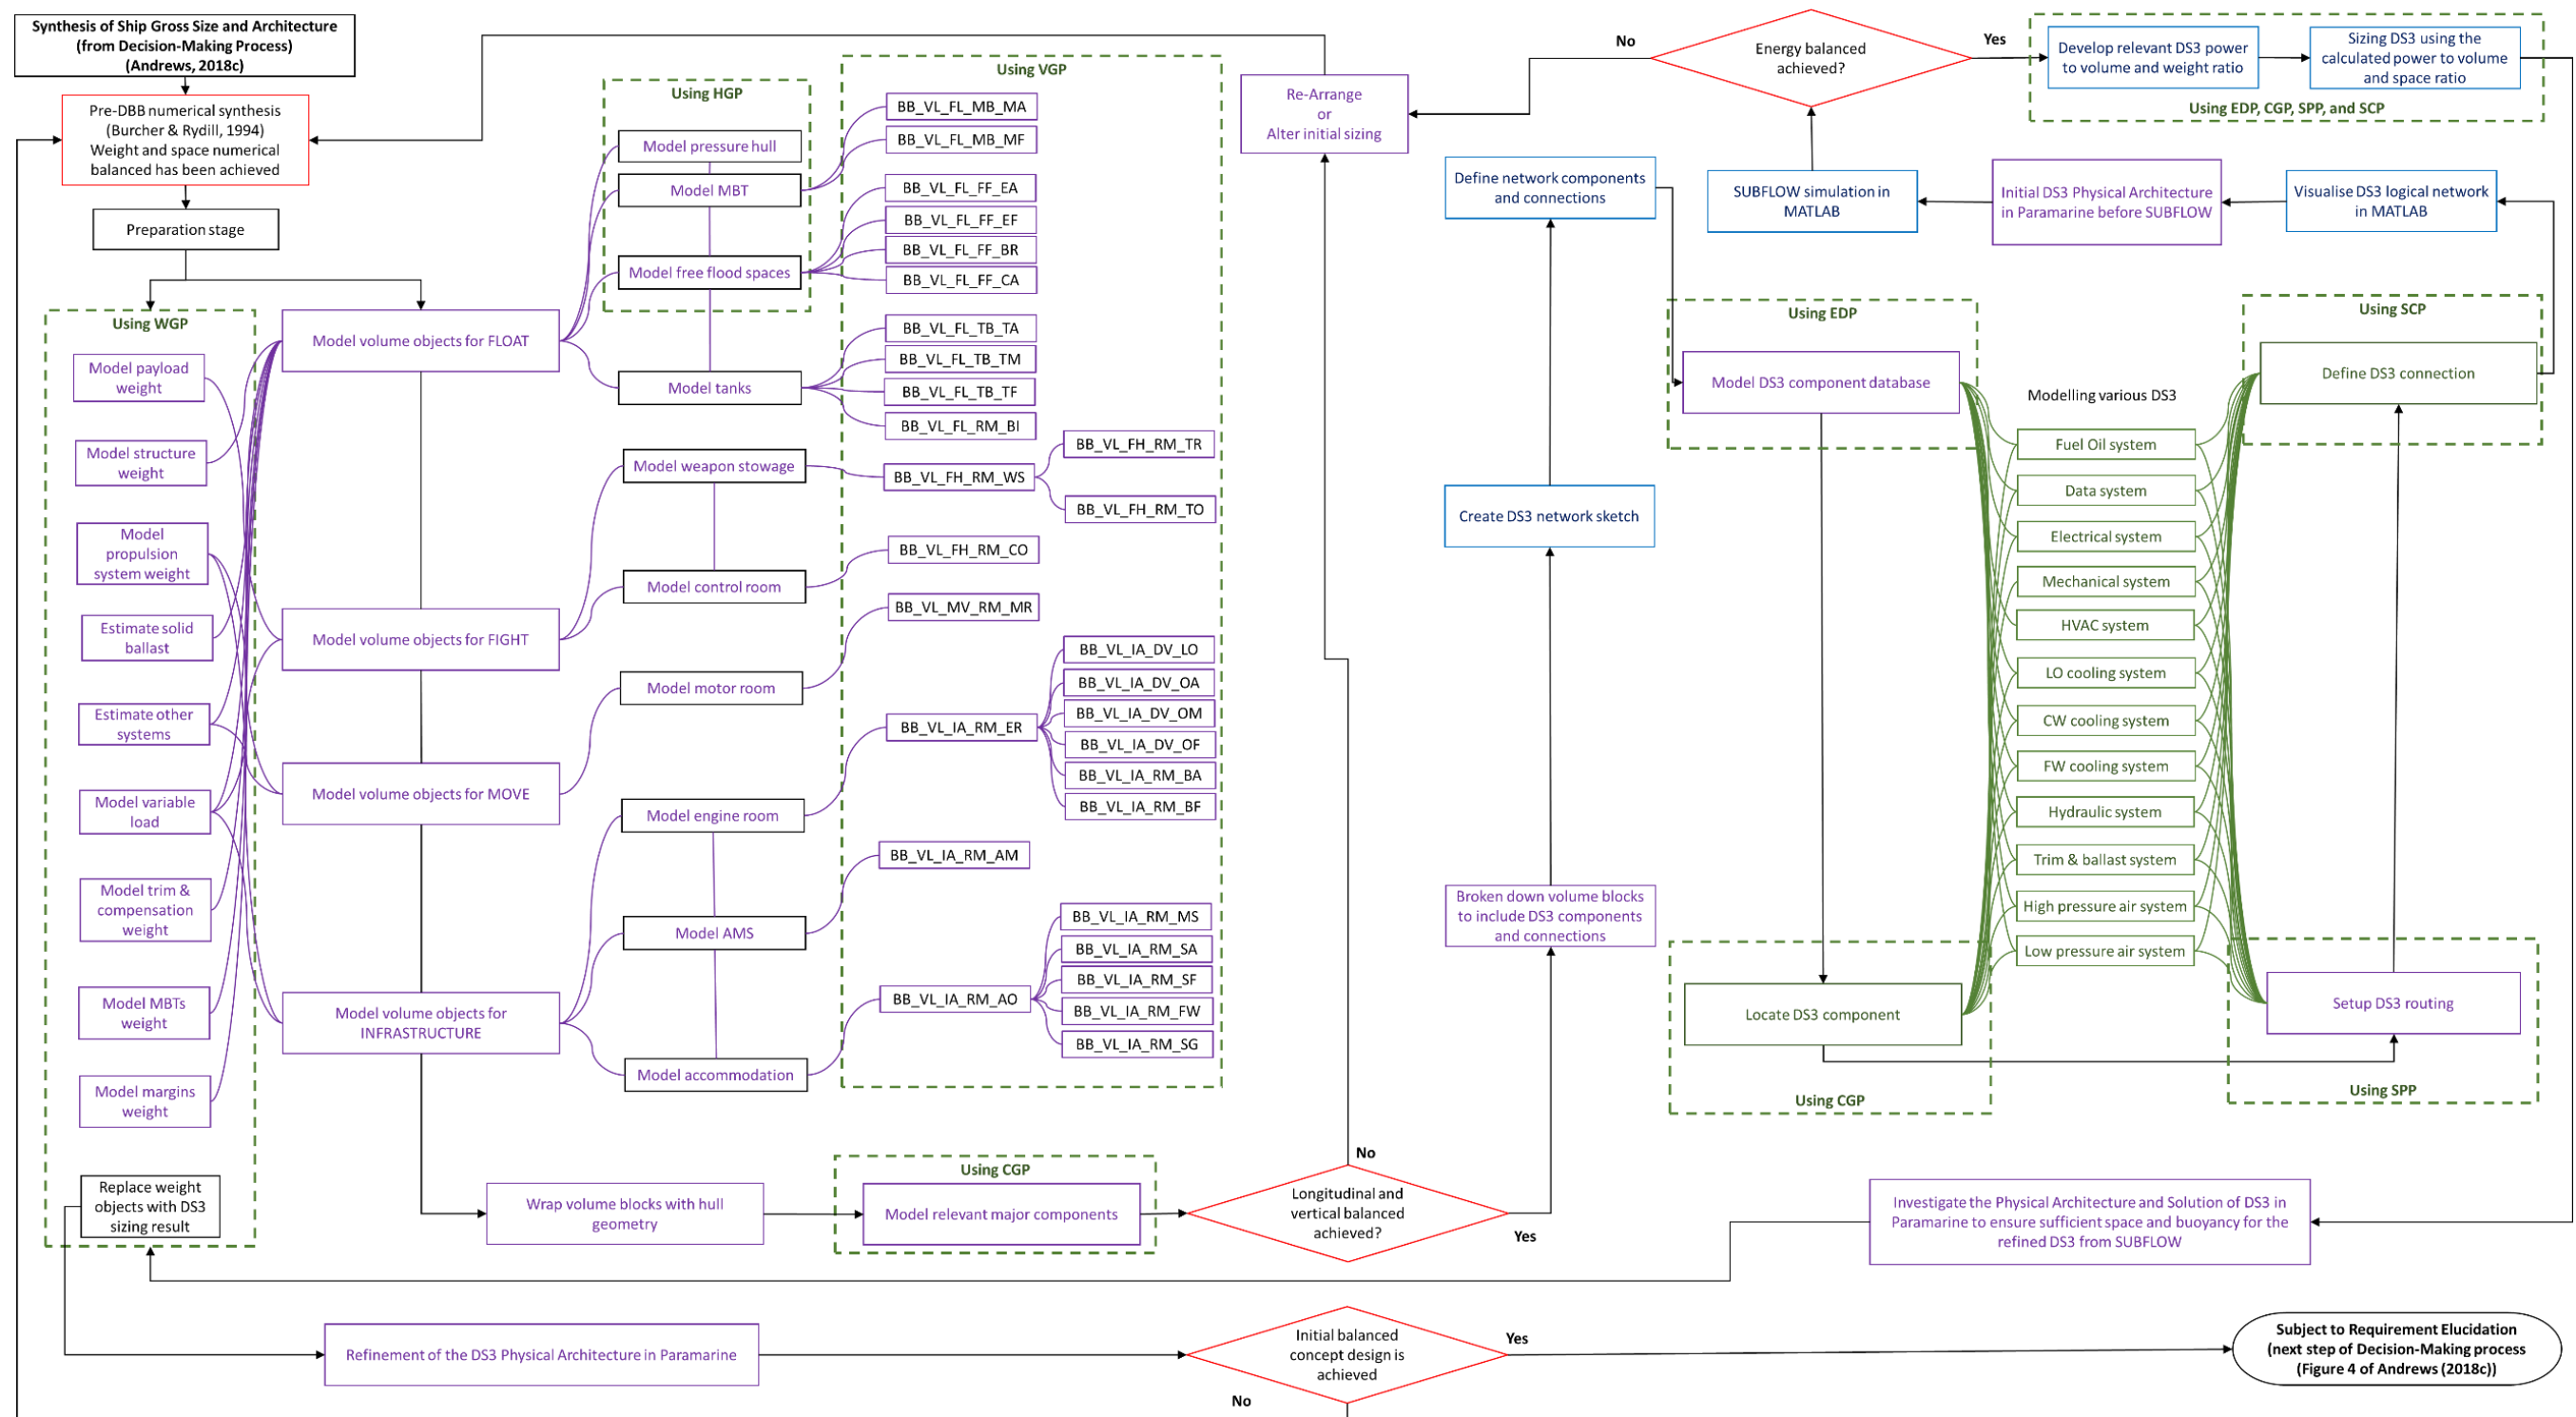 Synthesis of Ship Gross Size and Architecture
(from Decision-Making Process)
(Andrews, 2018c)
Pre-DBB numerical synthesis
(Burcher & Rydill, 1994)
Weight and space numerical
balanced has been achieved
Preparation stage
Using WGP
Model payload
weight
Model structure
weight
Model
propulsion
system weight
Estimate solid
ballast
Estimate other
systems
Model variable
load
Model trim &
compensation
weight
Model MBTs
weight
Model margins
weight
Replace weight
objects with DS3
sizing result
Model volume objects for FLOAT
Model volume objects for FIGHT
Model volume objects for MOVE
Model volume objects for
INFRASTRUCTURE
Using HGP
Model pressure hull
Model MBT
Model free flood spaces
Model tanks
Model weapon stowage
Model control room
Model motor room
Model engine room
Model AMS
Model accommodation
Using VGP
BB_VL_FL_MB_MA
BB_VL_FL_MB_MF
BB_VL_FL_FF_EA
BB_VL_FL_FF_EF
BB_VL_FL_FF_BR
BB_VL_FL_FF_CA
BB_VL_FL_TB_TA
BB_VL_FL_TB_TM
BB_VL_FL_TB_TF
BB_VL_FL_RM_BI
BB_VL_FH_RM_WS
BB_VL_FH_RM_TR
BB_VL_FH_RM_TO
BB_VL_FH_RM_CO
BB_VL_MV_RM_MR
BB_VL_IA_RM_ER
BB_VL_IA_DV_LO
BB_VL_IA_DV_OA
BB_VL_IA_DV_OM
BB_VL_IA_DV_OF
BB_VL_IA_RM_BA
BB_VL_IA_RM_BF
BB_VL_IA_RM_AM
BB_VL_IA_RM_AO
BB_VL_IA_RM_MS
BB_VL_IA_RM_SA
BB_VL_IA_RM_SF
BB_VL_IA_RM_FW
BB_VL_IA_RM_SG
Wrap volume blocks with hull
geometry
Using CGP
Model relevant major components
Longitudinal and
vertical balanced
achieved?
No
Yes
Re-Arrange
or
Alter initial sizing
Broken down volume blocks
to include DS3 components
and connections
Create DS3 network sketch
Define network components
and connections
Using EDP
Model DS3 component database
Locate DS3 component
Using CGP
Modelling various DS3
Fuel Oil system
Data system
Electrical system
Mechanical system
HVAC system
LO cooling system
CW cooling system
FW cooling system
Hydraulic system
Trim & ballast system
High pressure air system
Low pressure air system
Using SCP
Define DS3 connection
Setup DS3 routing
Using SPP
Visualise DS3 logical network
in MATLAB
Initial DS3 Physical Architecture
in Paramarine before SUBFLOW
SUBFLOW simulation in
MATLAB
Energy balanced
achieved?
No
Yes
Develop relevant DS3 power
to volume and weight ratio
Sizing DS3 using the
calculated power to volume
and space ratio
Using EDP, CGP, SPP, and SCP
Investigate the Physical Architecture and Solution of DS3 in
Paramarine to ensure sufficient space and buoyancy for the
refined DS3 from SUBFLOW
Refinement of the DS3 Physical Architecture in Paramarine
Initial balanced
concept design is
achieved
Yes
No
Subject to Requirement Elucidation
(next step of Decision-Making process
(Figure 4 of Andrews (2018c))